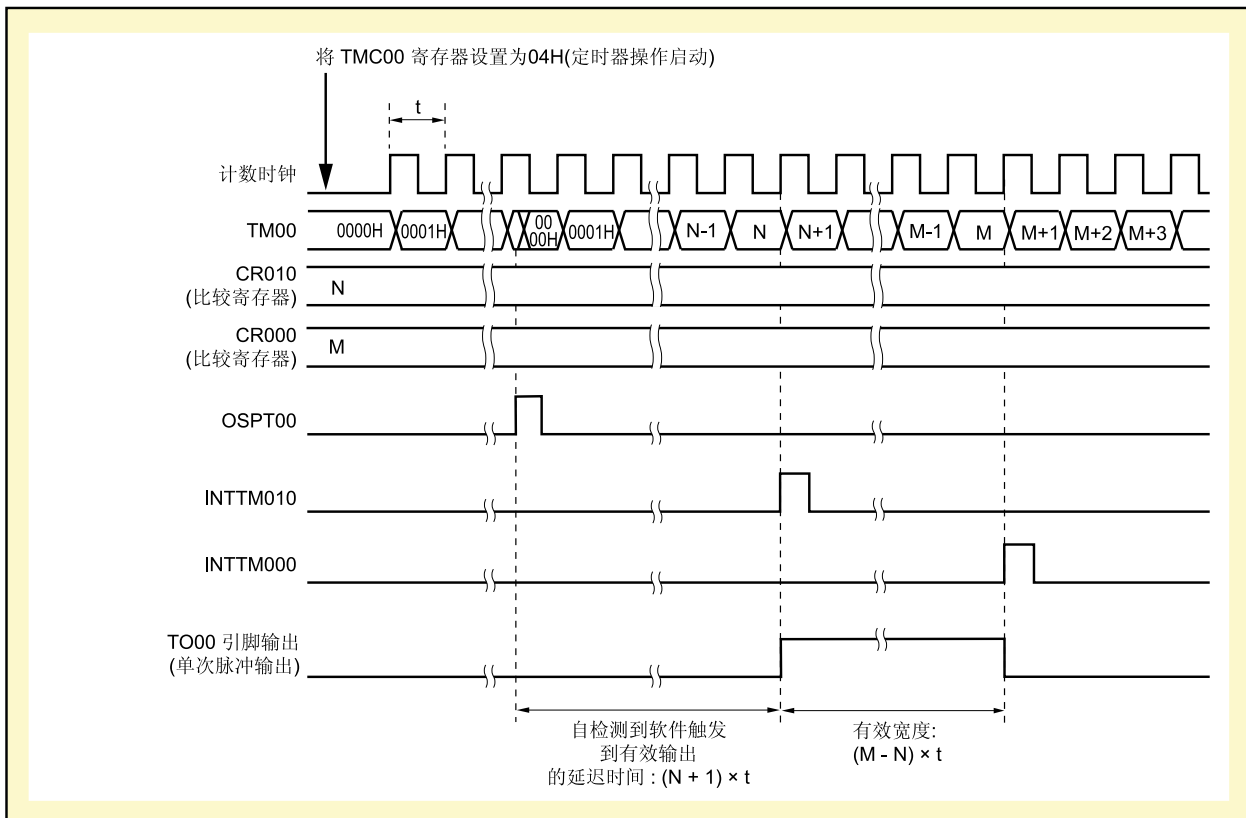 将 TMC00 寄存器设置为04H(定时器操作启动)
t
计数时钟
TM00
0000H 0001H 00 00H 0001H N-1 N N+1 M-1 M M+1 M+2 M+3
CR010
(比较寄存器)
N
CR000
(比较寄存器)
M
OSPT00
INTTM010
INTTM000
TO00 引脚输出
(单次脉冲输出)
自检测到软件触发
到有效输出
的延迟时间 : (N + 1) × t
有效宽度:
(M - N) × t